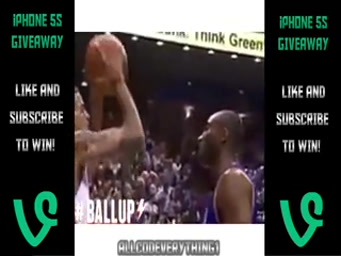 IPHONE 5S
GIVEAWAY
LIKE AND
SUBSCRIBE
TO WIN!
Think Green
#BALLUP
ALLCODEVERYTHING1
IPHONE 5S
GIVEAWAY
LIKE AND
SUBSCRIBE
TO WIN!